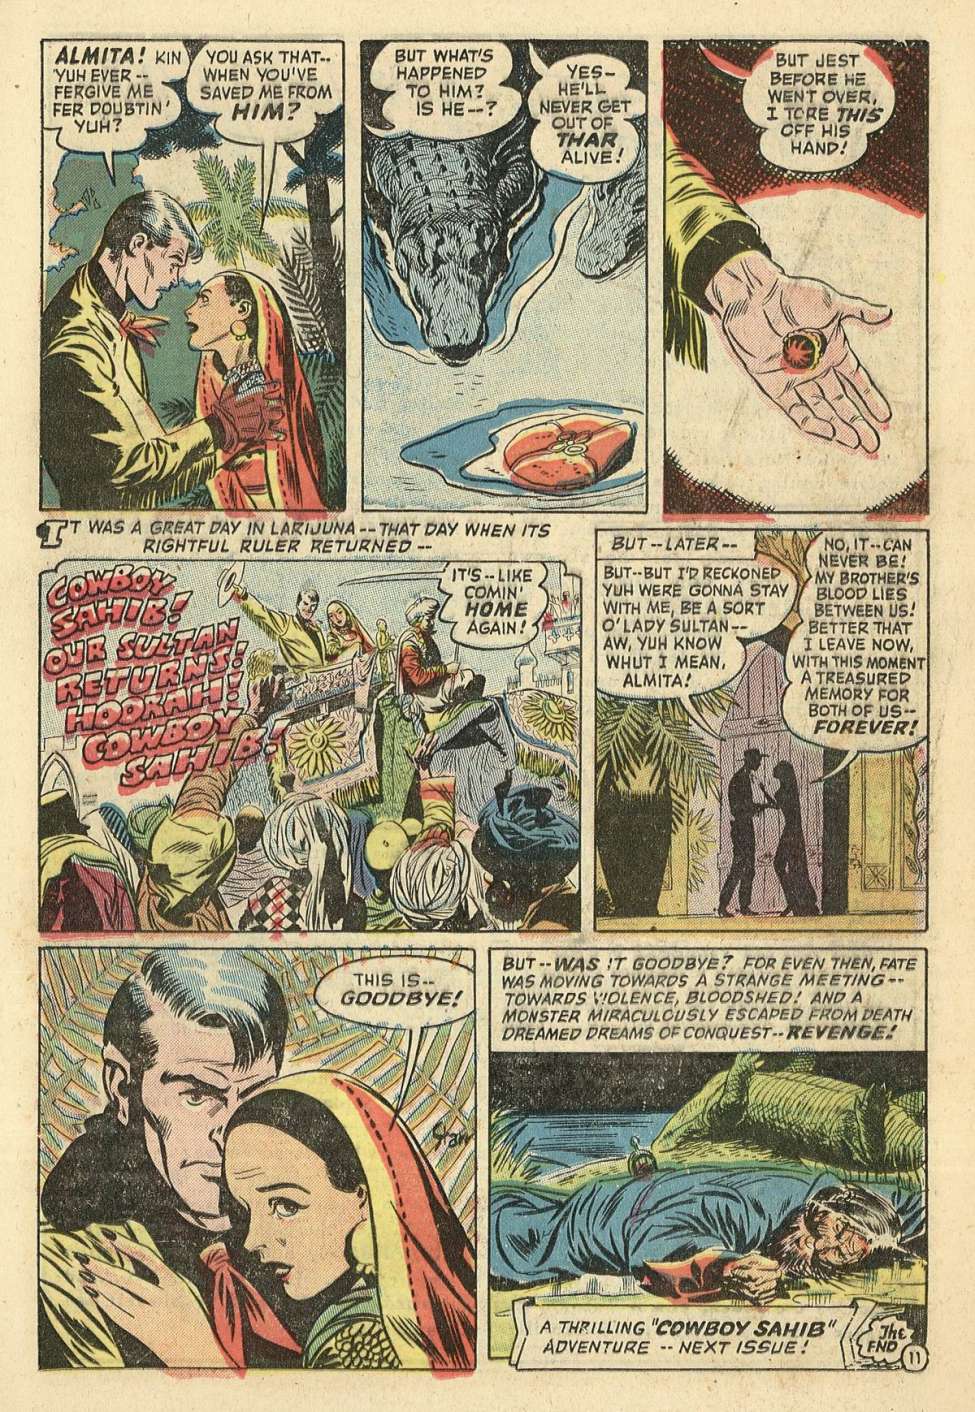 ALMITA! KIN
YUH EVER--
FERGIVE ME
FER DOUBTIN'
YUH?
YOU ASK THAT--
WHEN YOU'VE
SAVED ME FROM
HIM?
BUT WHAT'S
HAPPENED
TO HIM?
IS HE--?
YES--
HE'LL
NEVER GET
OUT OF
THAR
ALIVE!
BUT JEST
BEFORE HE
WENT OVER,
I TORE THIS
OFF HIS
HAND!
IT WAS A GREAT DAY IN LARIJUNA--THAT DAY WHEN ITS
RIGHTFUL RULER RETURNED--
COWBOY
SAHIB!
OUR SULTAN
RETURNS!
HOORAH!
COWBOY
SAHIB!
IT'S--LIKE
COMIN'
HOME
AGAIN!
BUT--LATER--
BUT--BUT I'D RECKONED
YUH WERE GONNA STAY
WITH ME, BE A SORT
O' LADY SULTAN--
AW, YUH KNOW
WHUT I MEAN,
ALMITA!
NO, IT--CAN
NEVER BE!
MY BROTHER'S
BLOOD LIES
BETWEEN US!
BETTER THAT
I LEAVE NOW,
WITH THIS MOMENT
A TREASURED
MEMORY FOR
BOTH OF US--
FOREVER!
THIS IS--
GOODBYE!
BUT--WAS IT GOODBYE? FOR EVEN THEN, FATE
WAS MOVING TOWARDS A STRANGE MEETING--
TOWARDS VIOLENCE, BLOODSHED! AND A
MONSTER MIRACULOUSLY ESCAPED FROM DEATH
DREAMED DREAMS OF CONQUEST--REVENGE!
A THRILLING "COWBOY SAHIB"
ADVENTURE -- NEXT ISSUE!
THE
END
11